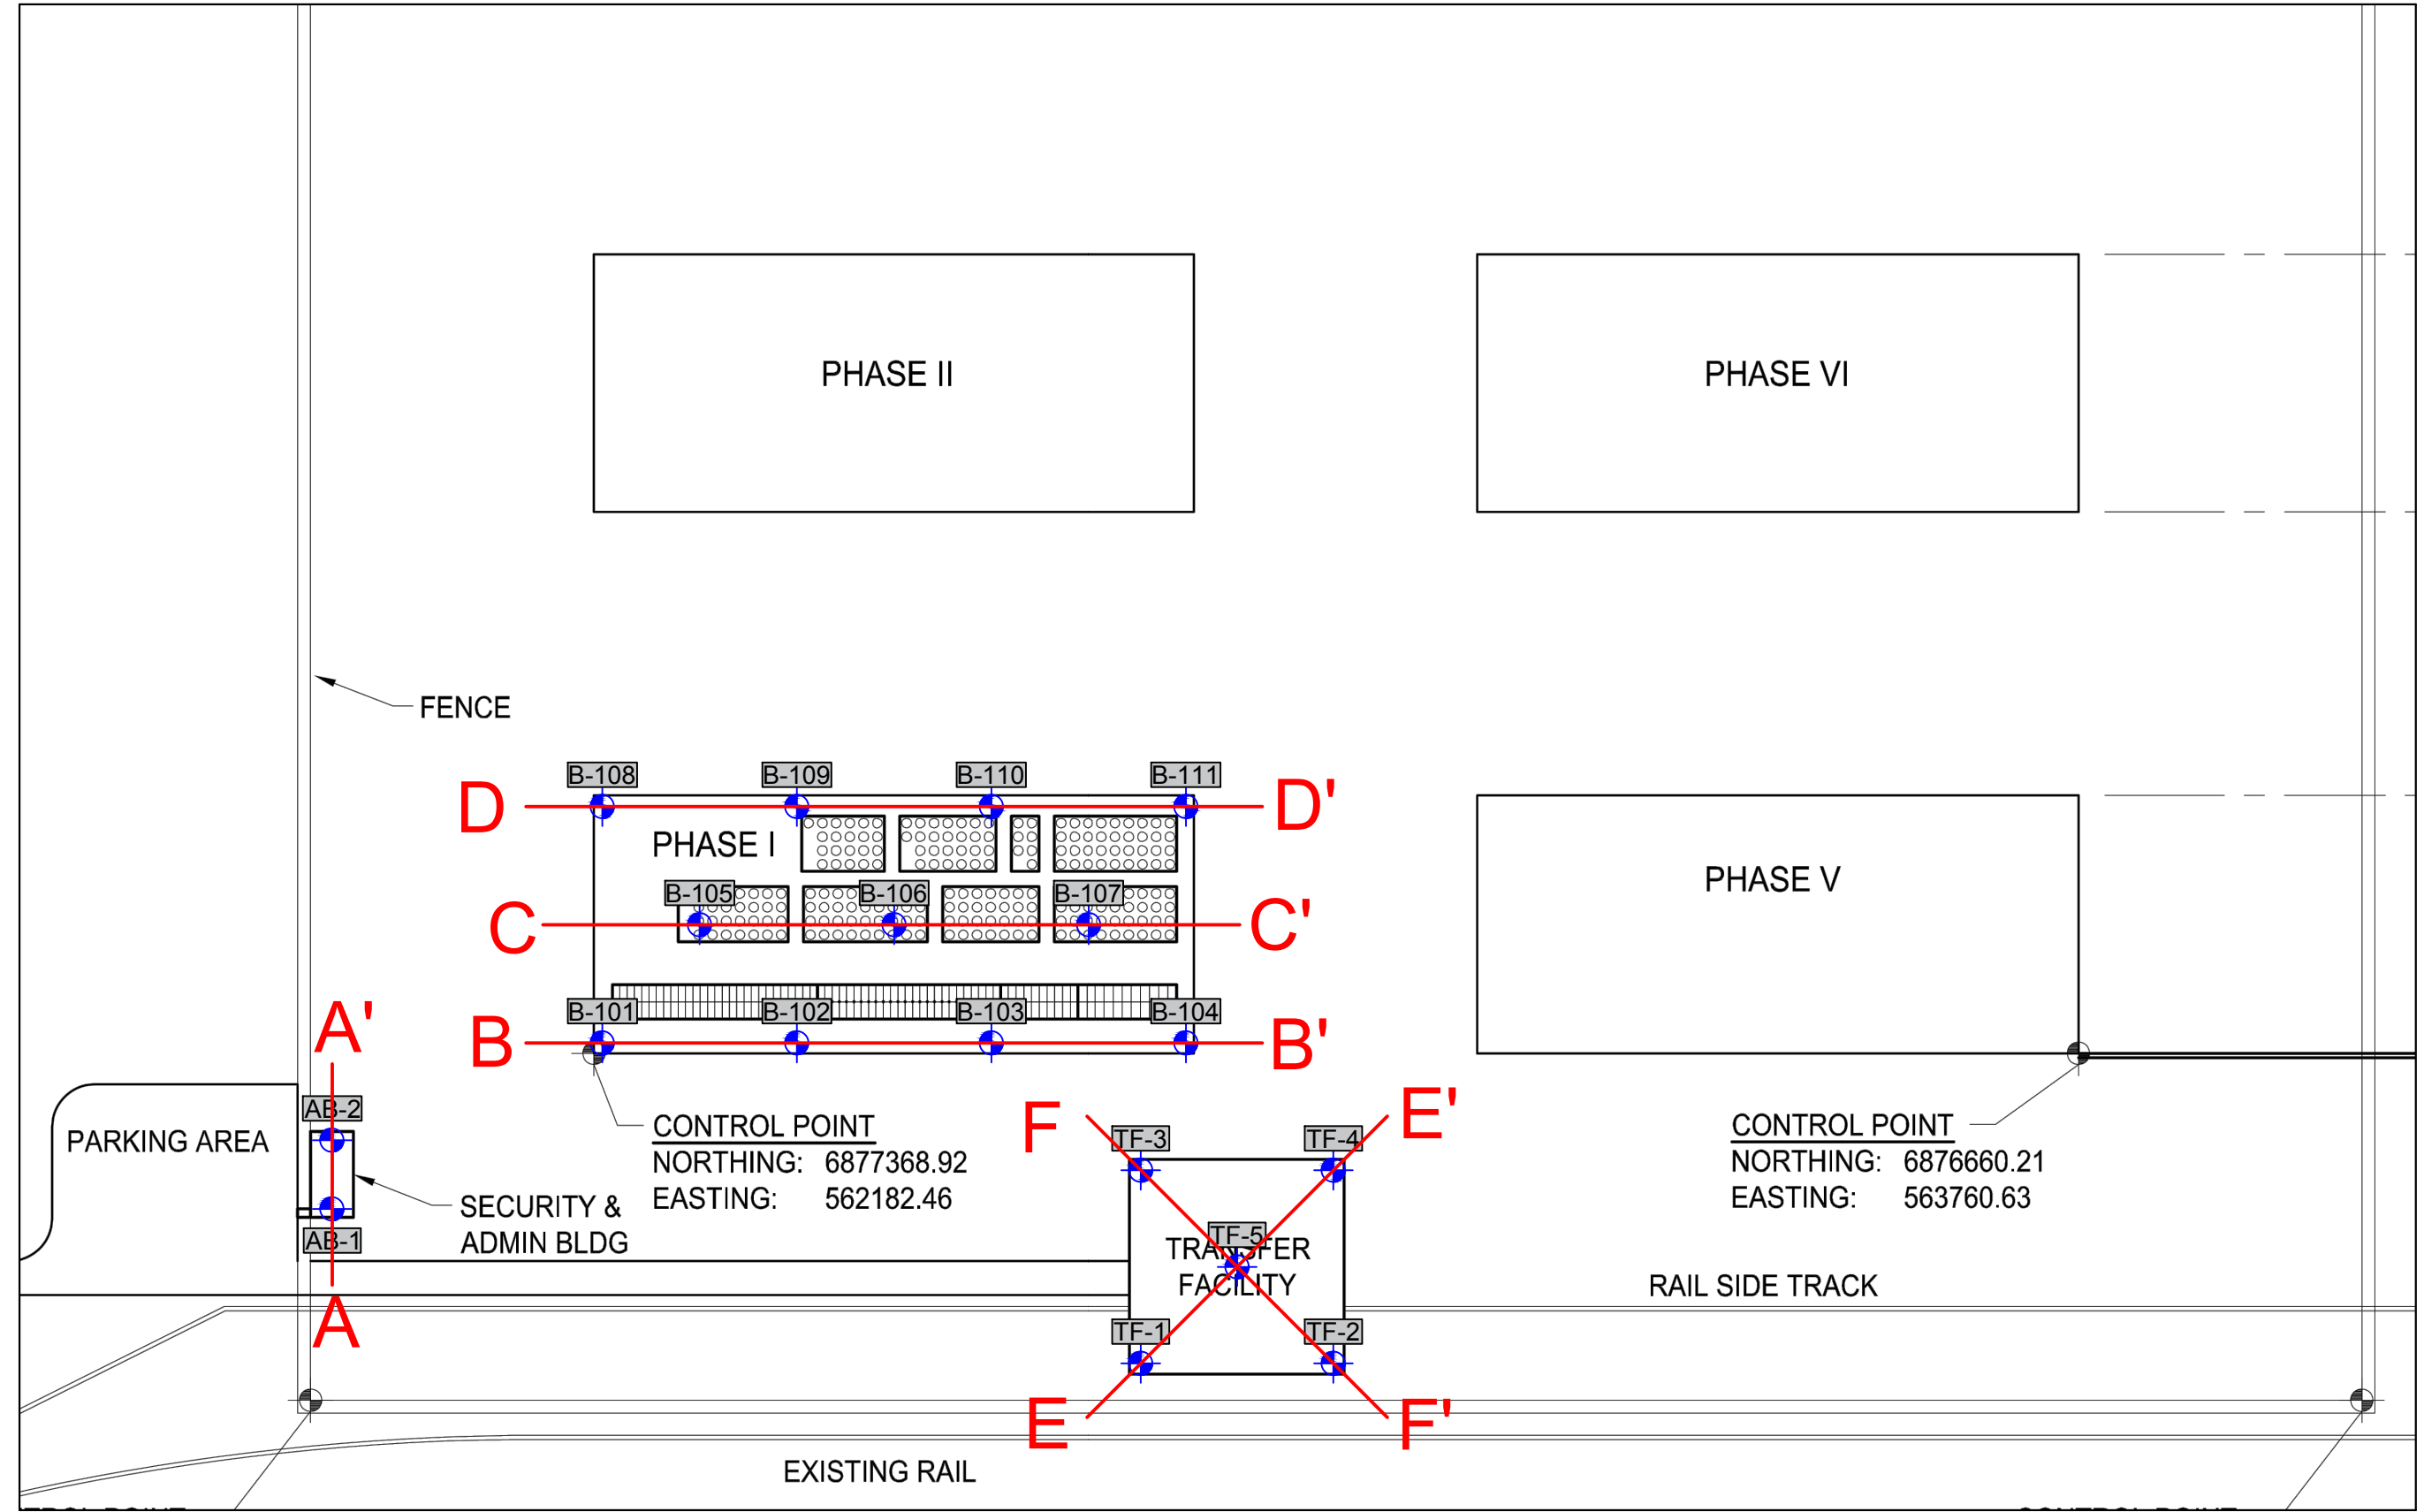 PHASE II
PHASE VI
FENCE
B-108
B-109
B-110
B-111
D
D'
PHASE I
PHASE V
B-105
B-106
B-107
C
C'
B-101
B-102
B-103
B-104
B
B'
A'
AB-2
PARKING AREA
SECURITY &
ADMIN BLDG
AB-1
A
CONTROL POINT
NORTHING: 6877368.92
EASTING: 562182.46
F
E'
TF-3
TF-4
TF-5
TRANSFER
FACILITY
TF-1
TF-2
E
F'
CONTROL POINT
NORTHING: 6876660.21
EASTING: 563760.63
RAIL SIDE TRACK
EXISTING RAIL